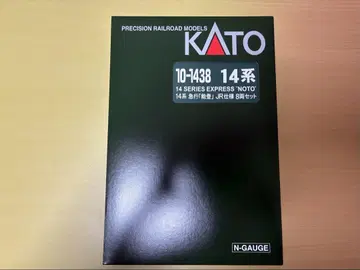 PRECISION RAILROAD MODELS
KATO
10-1438 14系
14 SERIES EXPRESS "NOTO"
14系 急行「能登」 JR仕様 8両セット
N-GAUGE